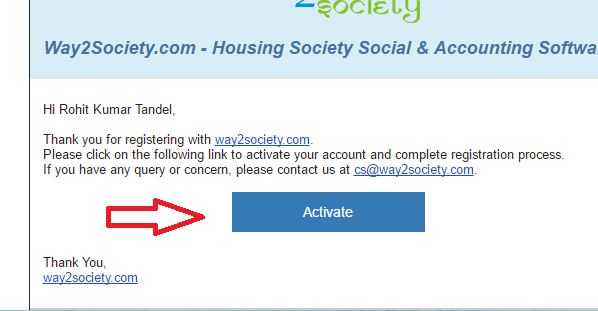 2society
Way2Society.com - Housing Society Social & Accounting
Hi Rohit Kumar Tandel,
Thank you for registering with way2society.com.
Please click on the following link to activate your account and complete registration process.
If you have any query or concern, please contact us at cs@way2society.com.
Activate
Thank You,
way2society.com